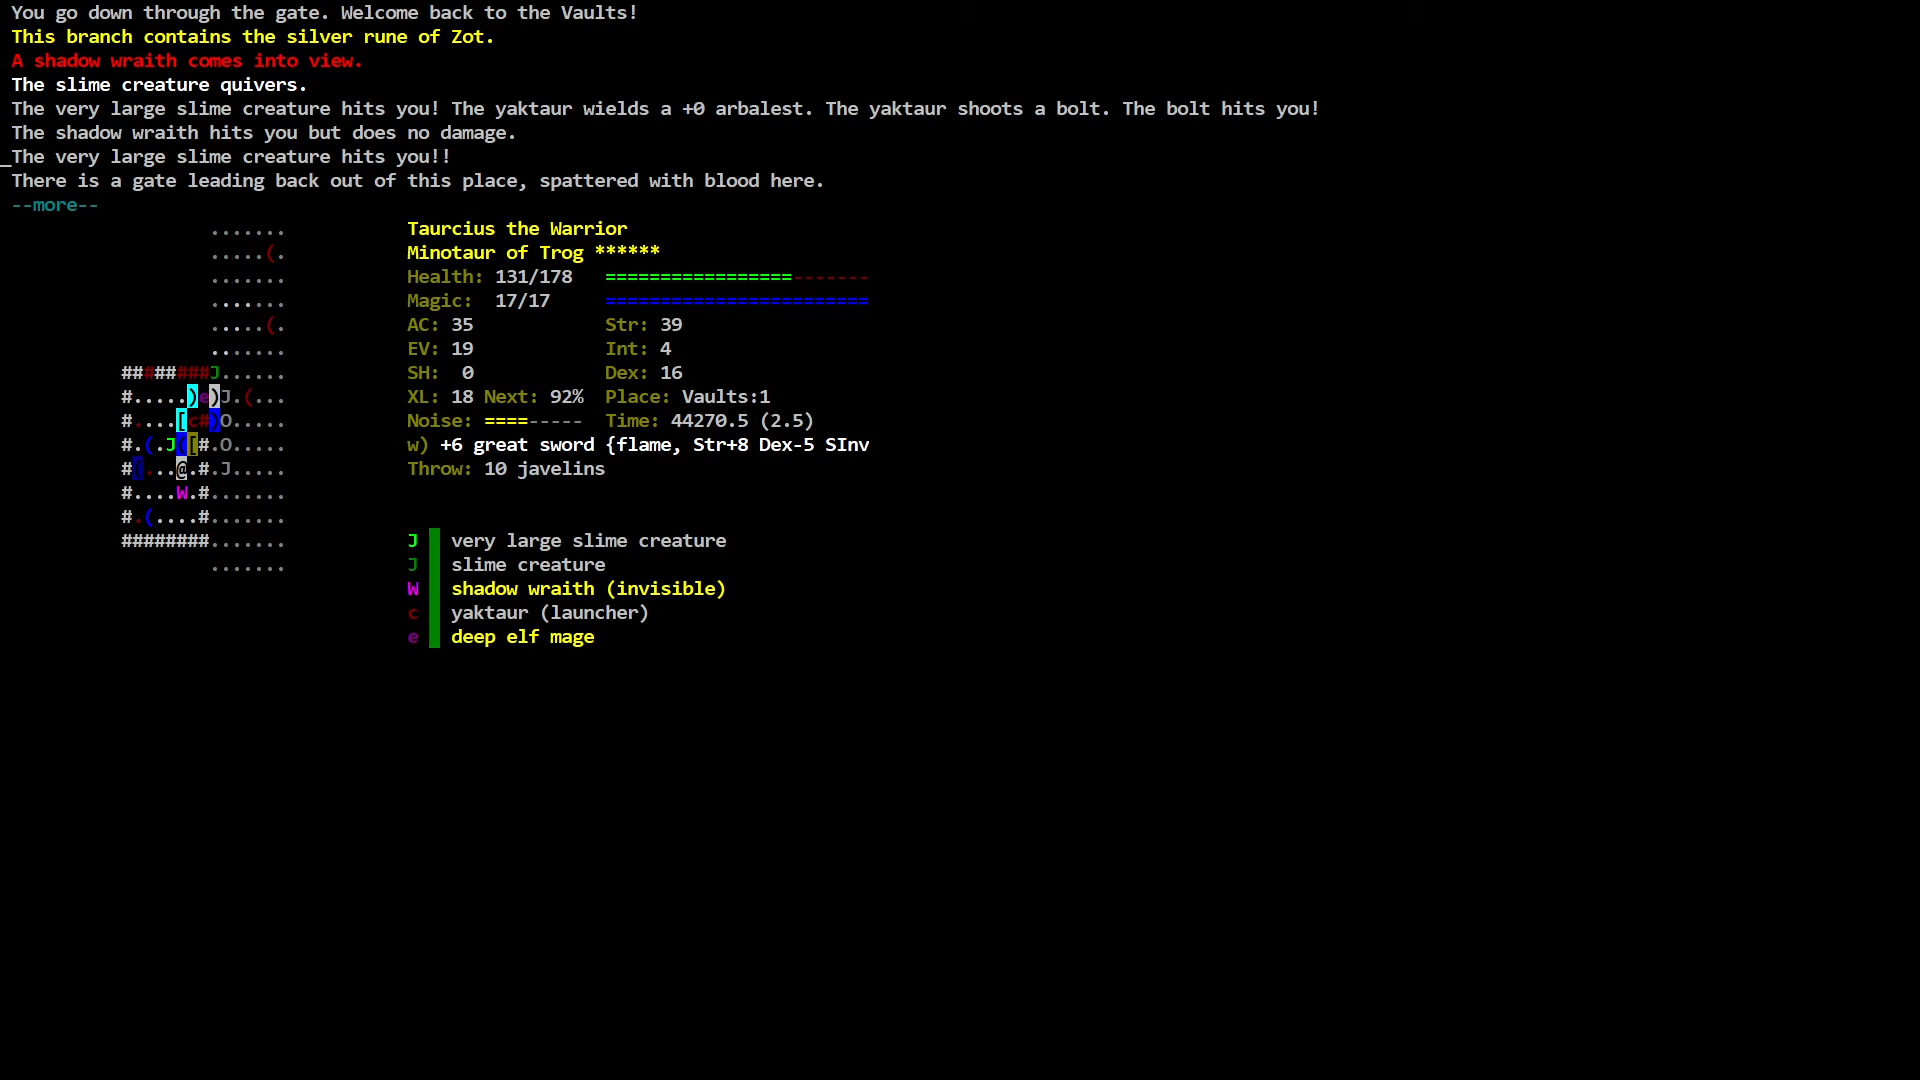 You go down through the gate. Welcome back to the Vaults!
This branch contains the silver rune of Zot.
A shadow wraith comes into view.
The slime creature quivers.
The very large slime creature hits you! The yaktaur wields a +0 arbalest. The yaktaur shoots a bolt. The bolt hits you!
The shadow wraith hits you but does no damage.
_The very large slime creature hits you!!
There is a gate leading back out of this place, spattered with blood here.
--more--
.......
Taurcius the Warrior
.....(.
Minotaur of Trog ******
.......
Health: 131/178 ========================
.......
Magic: 17/17 ========================
.....(.
AC: 35 Str: 39
.......
EV: 19 Int: 4
########J......
SH: 0 Dex: 16
#.....)e)J.(...
XL: 18 Next: 92% Place: Vaults:1
#....[c#)O.....
Noise: ====----- Time: 44270.5 (2.5)
#.(.J([#.O.....
w) +6 great sword {flame, Str+8 Dex-5 SInv
Throw: 10 javelins
#....W.#.......
#.(....#.......
########.......
.......
J very large slime creature
J slime creature
W shadow wraith (invisible)
c yaktaur (launcher)
e deep elf mage